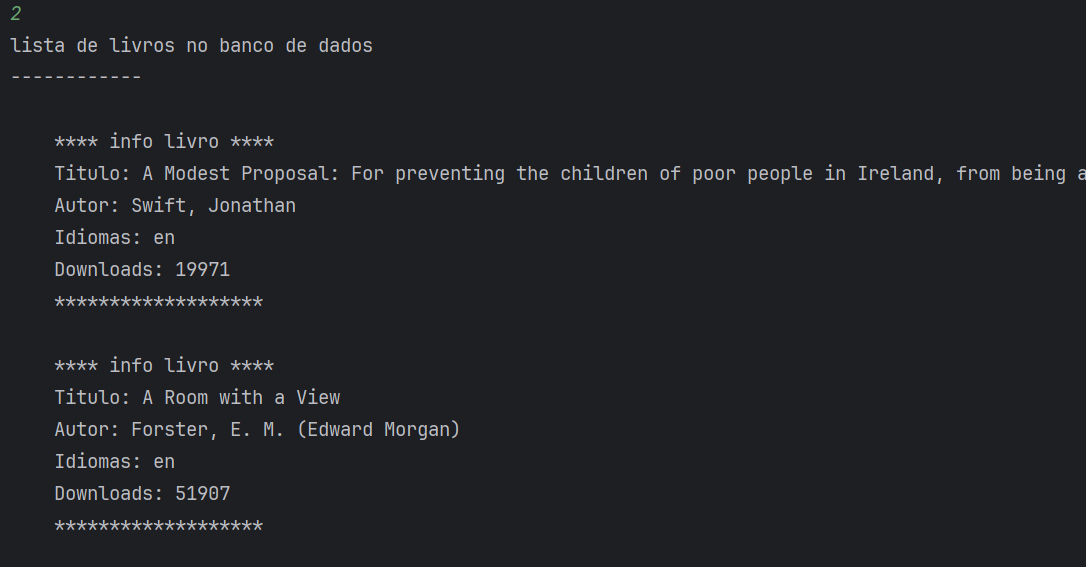 2
lista de livros no banco de dados
------------
**** info livro ****
Titulo: A Modest Proposal: For preventing the children of poor people in Ireland, from being a
Autor: Swift, Jonathan
Idiomas: en
Downloads: 19971
*******************
**** info livro ****
Titulo: A Room with a View
Autor: Forster, E. M. (Edward Morgan)
Idiomas: en
Downloads: 51907
*******************